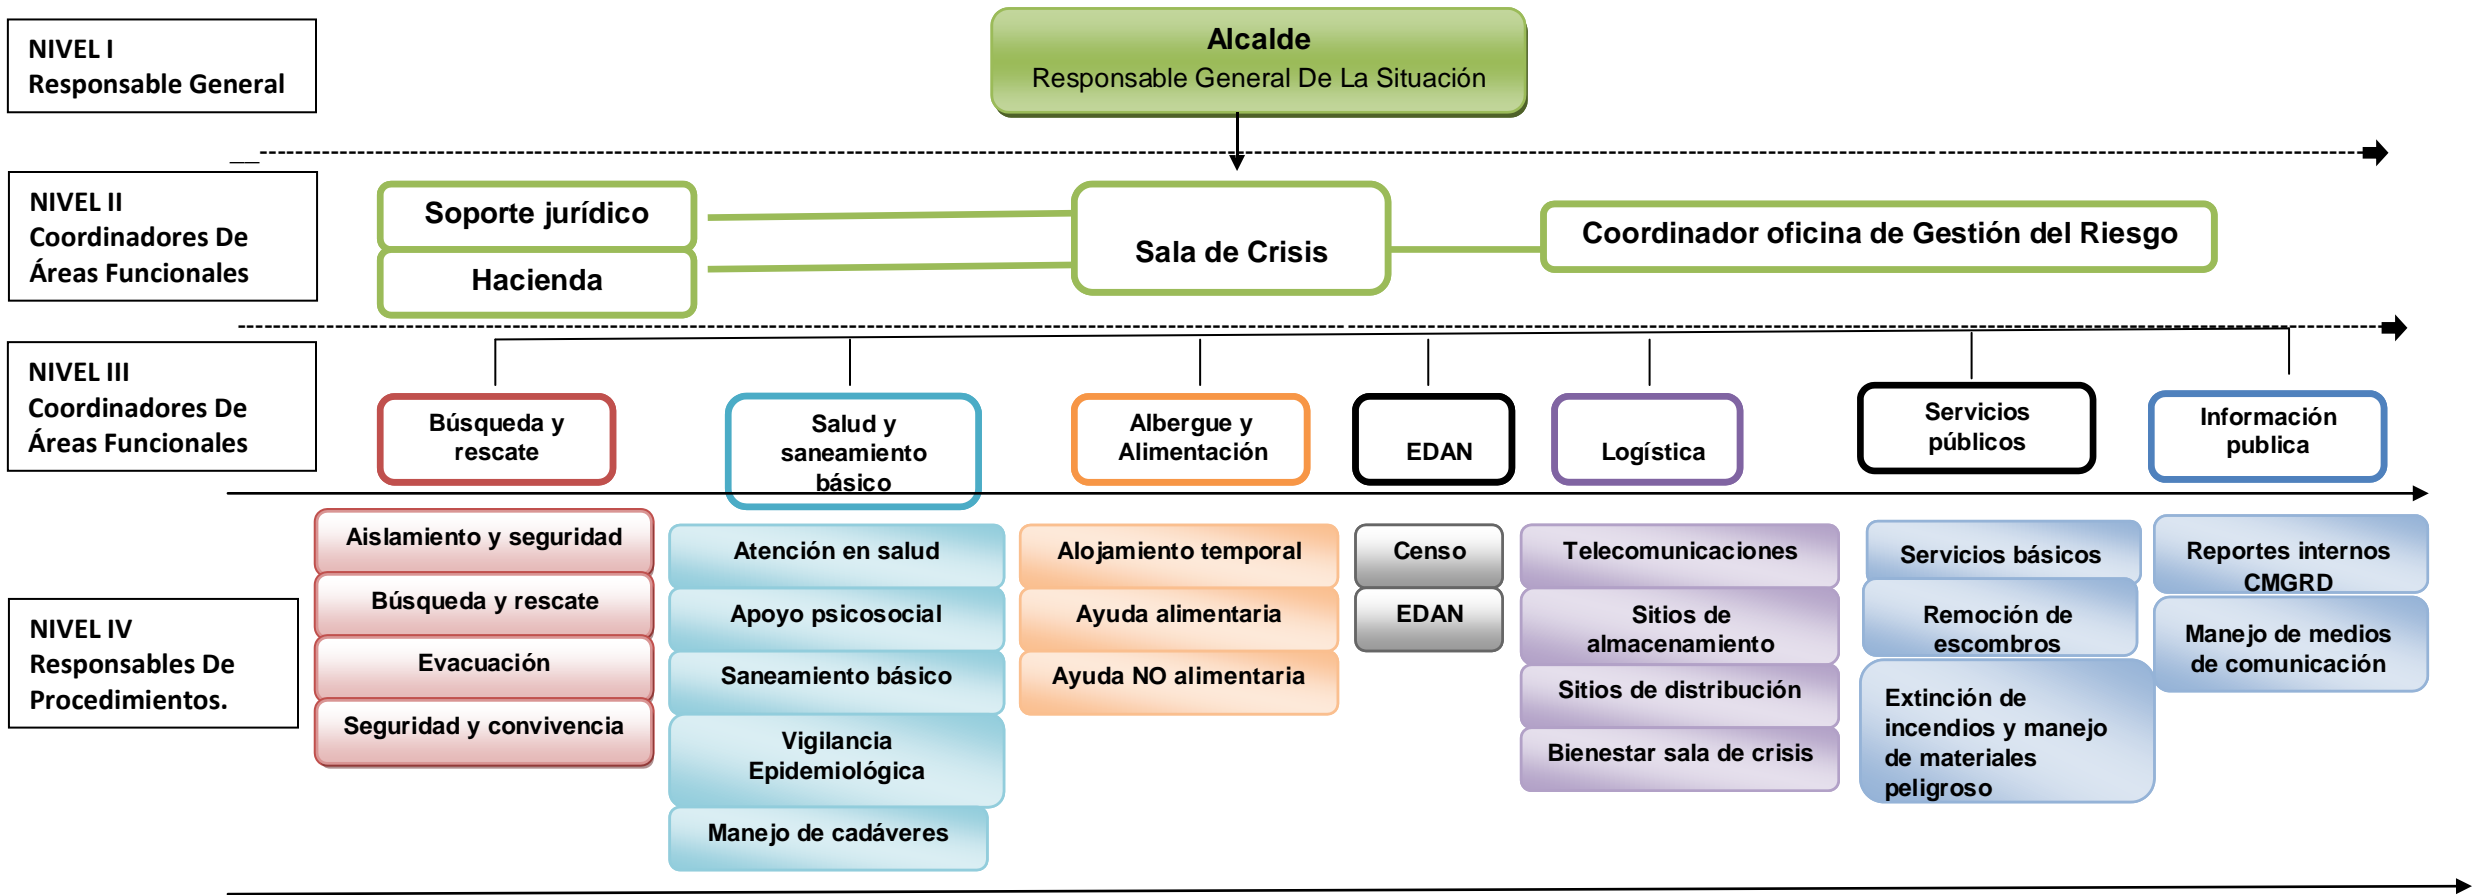 NIVEL I
Responsable General
Alcalde
Responsable General De La Situación
NIVEL II
Coordinadores De
Áreas Funcionales
Soporte jurídico
Hacienda
Sala de Crisis
Coordinador oficina de Gestión del Riesgo
NIVEL III
Coordinadores De
Áreas Funcionales
Búsqueda y
rescate
Salud y
saneamiento
básico
Albergue y
Alimentación
EDAN
Logística
Servicios
públicos
Información
publica
NIVEL IV
Responsables De
Procedimientos.
Aislamiento y seguridad
Búsqueda y rescate
Evacuación
Seguridad y convivencia
Atención en salud
Apoyo psicosocial
Saneamiento básico
Vigilancia
Epidemiológica
Manejo de cadáveres
Alojamiento temporal
Ayuda alimentaria
Ayuda NO alimentaria
Censo
EDAN
Telecomunicaciones
Sitios de
almacenamiento
Sitios de distribución
Bienestar sala de crisis
Servicios básicos
Remoción de
escombros
Extinción de
incendios y manejo
de materiales
peligroso
Reportes internos
CMGRD
Manejo de medios
de comunicación